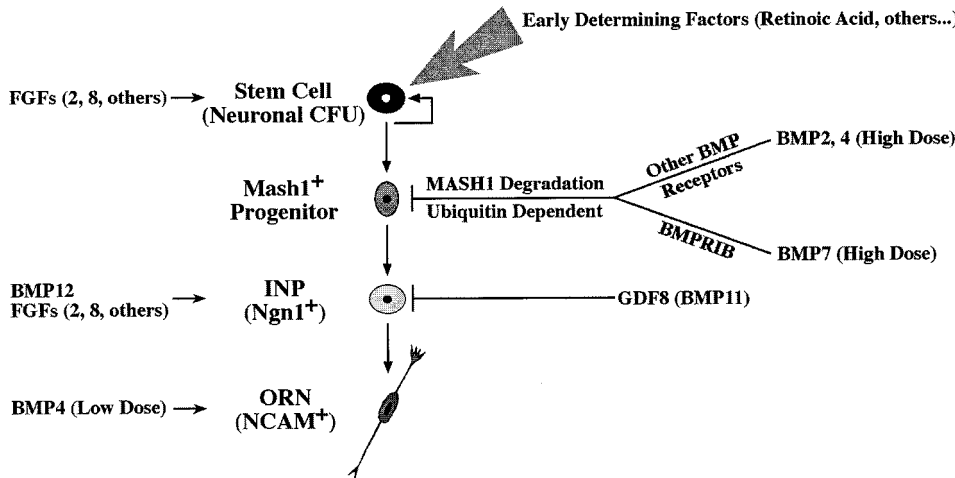 Early Determining Factors (Retinoic Acid, others...)
FGFs (2, 8, others)
Stem Cell
(Neuronal CFU)
BMP2, 4 (High Dose)
Other BMP
Receptors
Mash1+
Progenitor
MASH1 Degradation
Ubiquitin Dependent
BMPRIB
BMP7 (High Dose)
BMP12
FGFs (2, 8, others)
INP
(Ngn1+)
GDF8 (BMP11)
BMP4 (Low Dose)
ORN
(NCAM+)